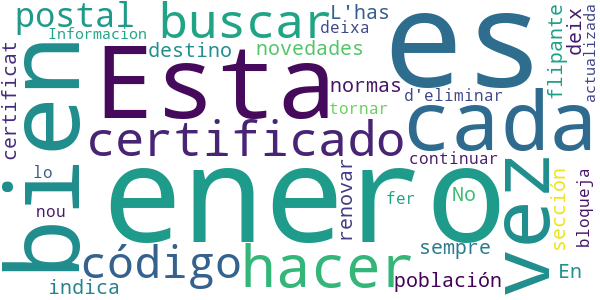 postal
buscar
L'has
es
deix
flipante
actualizada
Informacion
deixa
destino
novedades
certificat
bien
Esta
normas
d'eliminar
cada
tornar
certificado
continuar
vez
enero
renovar
lo
nou
fer
No
sección
bloqueja
código
hacer
sempre
En
indica
población